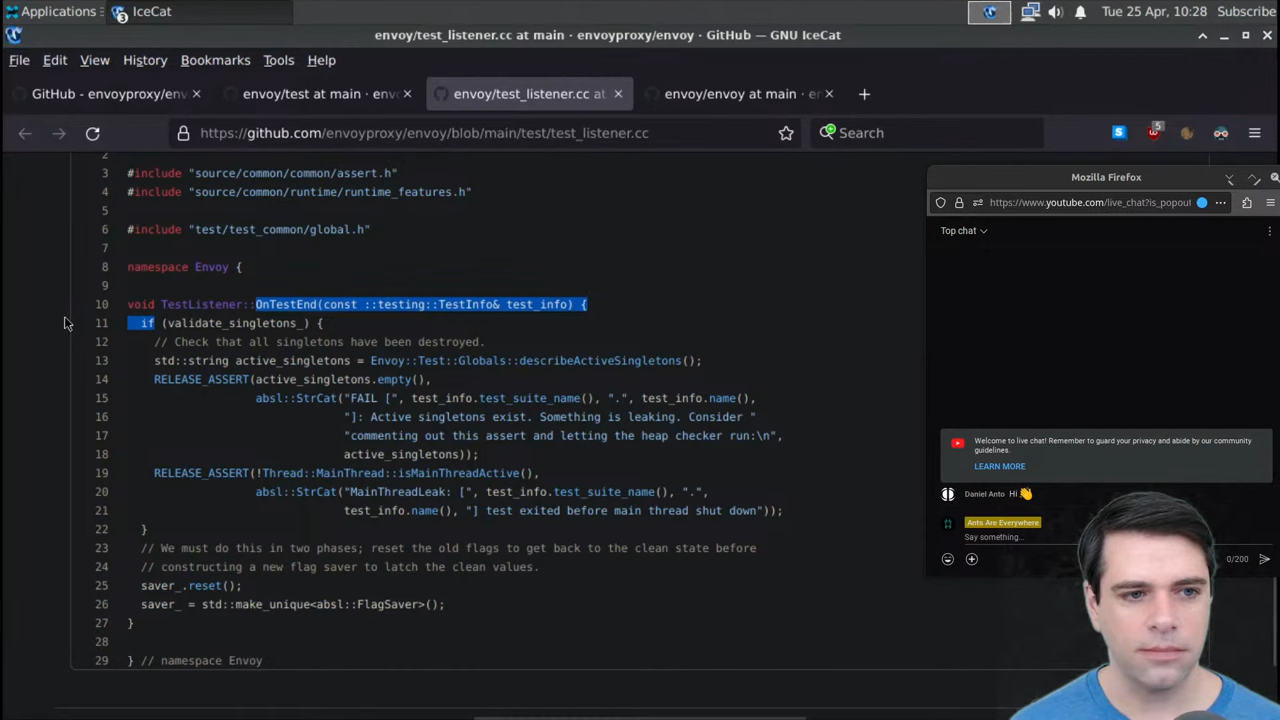 Applications
3 IceCat
Tue 25 Apr, 10:28 Subscribe
envoy/test_listener.cc at main · envoyproxy/envoy · GitHub — GNU IceCat
File Edit View History Bookmarks Tools Help
GitHub - envoyproxy/env
envoy/test at main · env
envoy/test_listener.cc at
envoy/envoy at main ·
https://github.com/envoyproxy/envoy/blob/main/test/test_listener.cc
Search
5
2
3 #include "source/common/common/assert.h"
4 #include "source/common/runtime/runtime_features.h"
5
6 #include "test/test_common/global.h"
7
8 namespace Envoy {
9
10 void TestListener::OnTestEnd(const ::testing::TestInfo& test_info) {
11 if (validate_singletons_) {
12 // Check that all singletons have been destroyed.
13 std::string active_singletons = Envoy::Test::Globals::describeActiveSingletons();
14 RELEASE_ASSERT(active_singletons.empty(),
15 absl::StrCat("FAIL [", test_info.test_suite_name(), ".", test_info.name(),
16 "]: Active singletons exist. Something is leaking. Consider "
17 "commenting out this assert and letting the heap checker run:\n",
18 active_singletons));
19 RELEASE_ASSERT(!Thread::MainThread::isMainThreadActive(),
20 absl::StrCat("MainThreadLeak: [", test_info.test_suite_name(), ".",
21 test_info.name(), "] test exited before main thread shut down"));
22 }
23 // We must do this in two phases; reset the old flags to get back to the clean state before
24 // constructing a new flag saver to latch the clean values.
25 saver_.reset();
26 saver_ = std::make_unique<absl::FlagSaver>();
27 }
28
29 } // namespace Envoy
Mozilla Firefox
https://www.youtube.com/live_chat?is_popout
Top chat
Welcome to live chat! Remember to guard your privacy and abide by our community
guidelines.
LEARN MORE
Daniel Anto Hi 👋
Ants Are Everywhere
Say something...
0/200